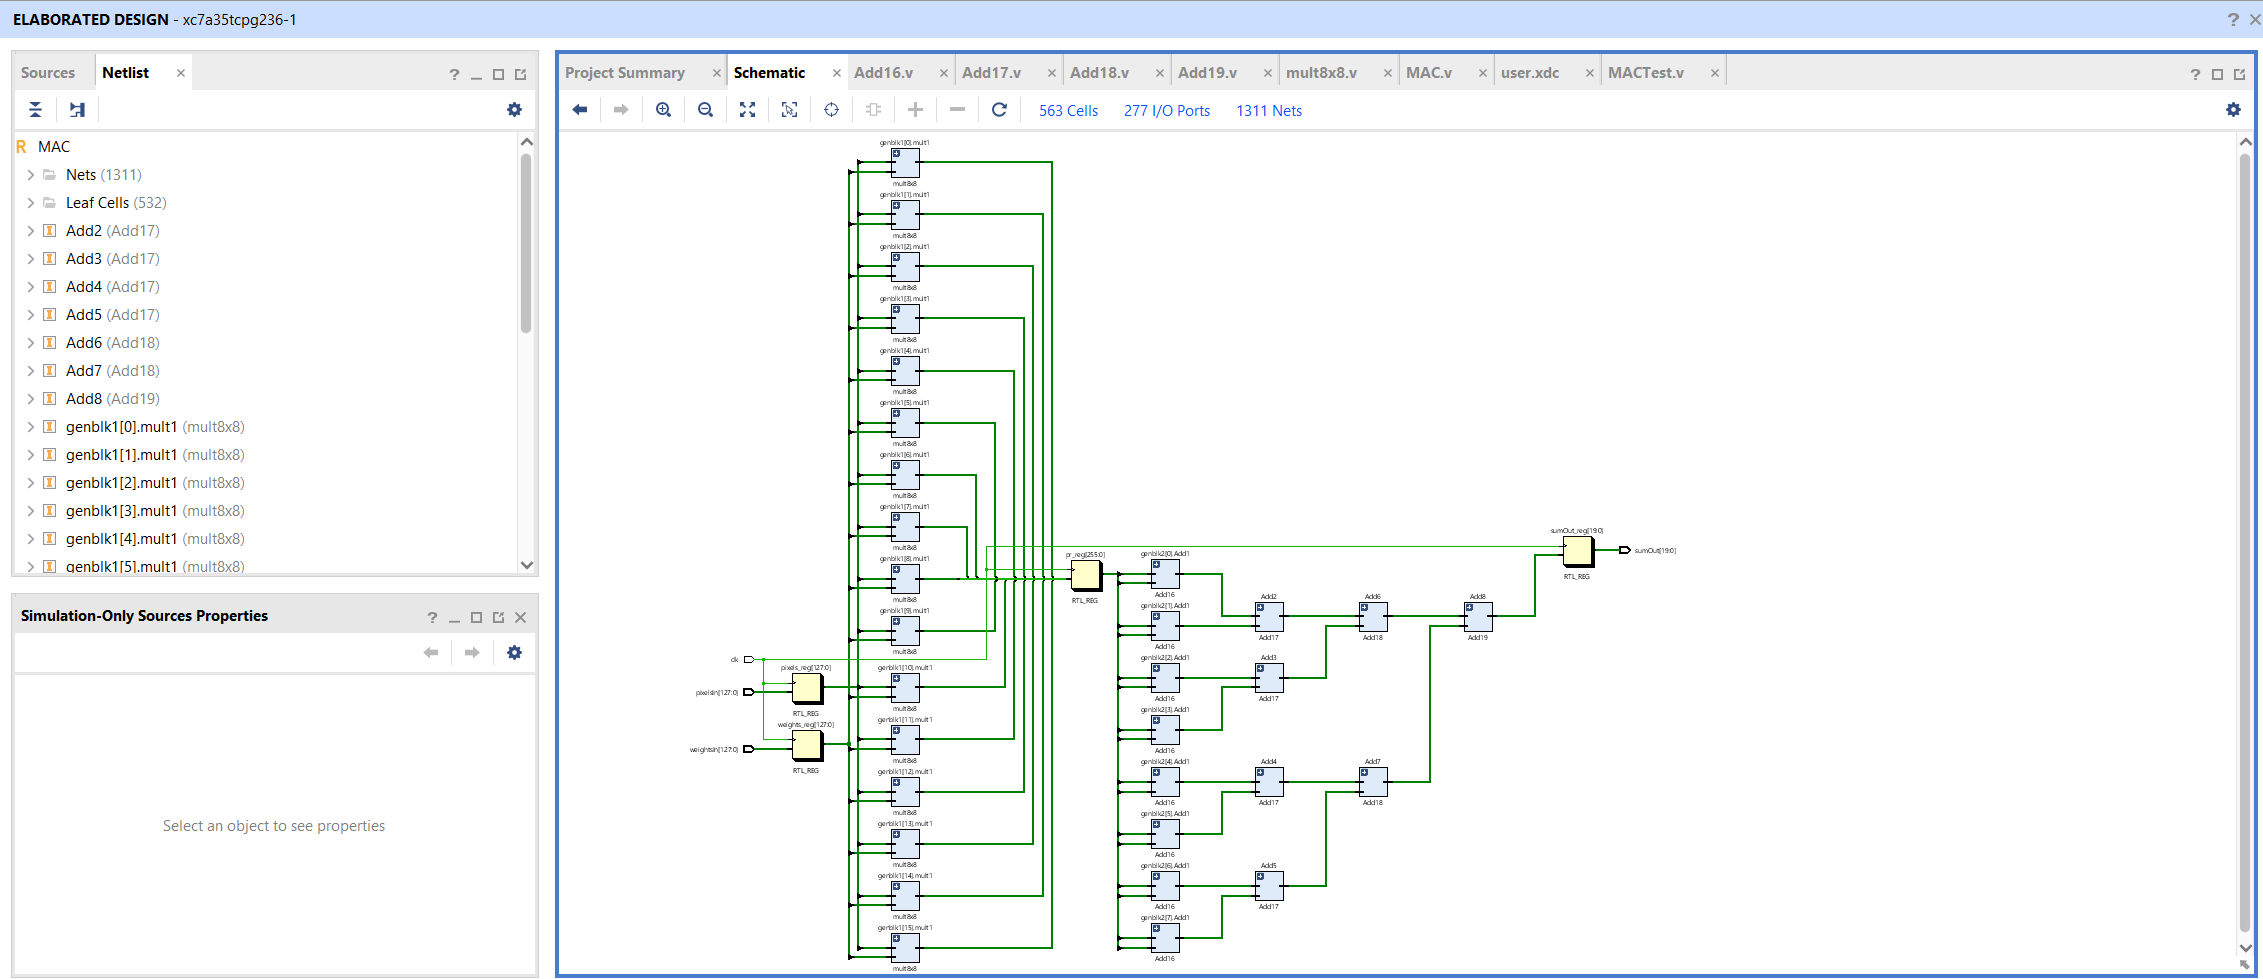 ELABORATED DESIGN - xc7a35tcpg236-1
Sources Netlist
MAC
Nets (1311)
Leaf Cells (532)
Add2 (Add17)
Add3 (Add17)
Add4 (Add17)
Add5 (Add17)
Add6 (Add18)
Add7 (Add18)
Add8 (Add19)
genblk1[0].mult1 (mult8x8)
genblk1[1].mult1 (mult8x8)
genblk1[2].mult1 (mult8x8)
genblk1[3].mult1 (mult8x8)
genblk1[4].mult1 (mult8x8)
genblk1[5].mult1 (mult8x8)
Simulation-Only Sources Properties
Select an object to see properties
Project Summary Schematic Add16.v Add17.v Add18.v Add19.v mult8x8.v MAC.v user.xdc MACTest.v
563 Cells 277 I/O Ports 1311 Nets
genblk1[0].mult1
mult8x8
genblk1[1].mult1
mult8x8
genblk1[2].mult1
mult8x8
genblk1[3].mult1
mult8x8
genblk1[4].mult1
mult8x8
genblk1[5].mult1
mult8x8
genblk1[6].mult1
mult8x8
genblk1[7].mult1
mult8x8
genblk1[8].mult1
mult8x8
genblk1[9].mult1
mult8x8
genblk1[10].mult1
mult8x8
genblk1[11].mult1
mult8x8
genblk1[12].mult1
mult8x8
genblk1[13].mult1
mult8x8
genblk1[14].mult1
mult8x8
genblk1[15].mult1
mult8x8
clk
pixels_reg[127:0]
pixelsIn[127:0]
RTL_REG
weights_reg[127:0]
weightsIn[127:0]
RTL_REG
pr_reg[255:0]
RTL_REG
genblk2[0].Add1
Add16
genblk2[1].Add1
Add16
genblk2[2].Add1
Add16
genblk2[3].Add1
Add16
genblk2[4].Add1
Add16
genblk2[5].Add1
Add16
genblk2[6].Add1
Add16
genblk2[7].Add1
Add16
Add2
Add17
Add3
Add17
Add4
Add17
Add5
Add17
Add6
Add18
Add7
Add18
Add8
Add19
sumOut_reg[19:0]
RTL_REG
sumOut[19:0]